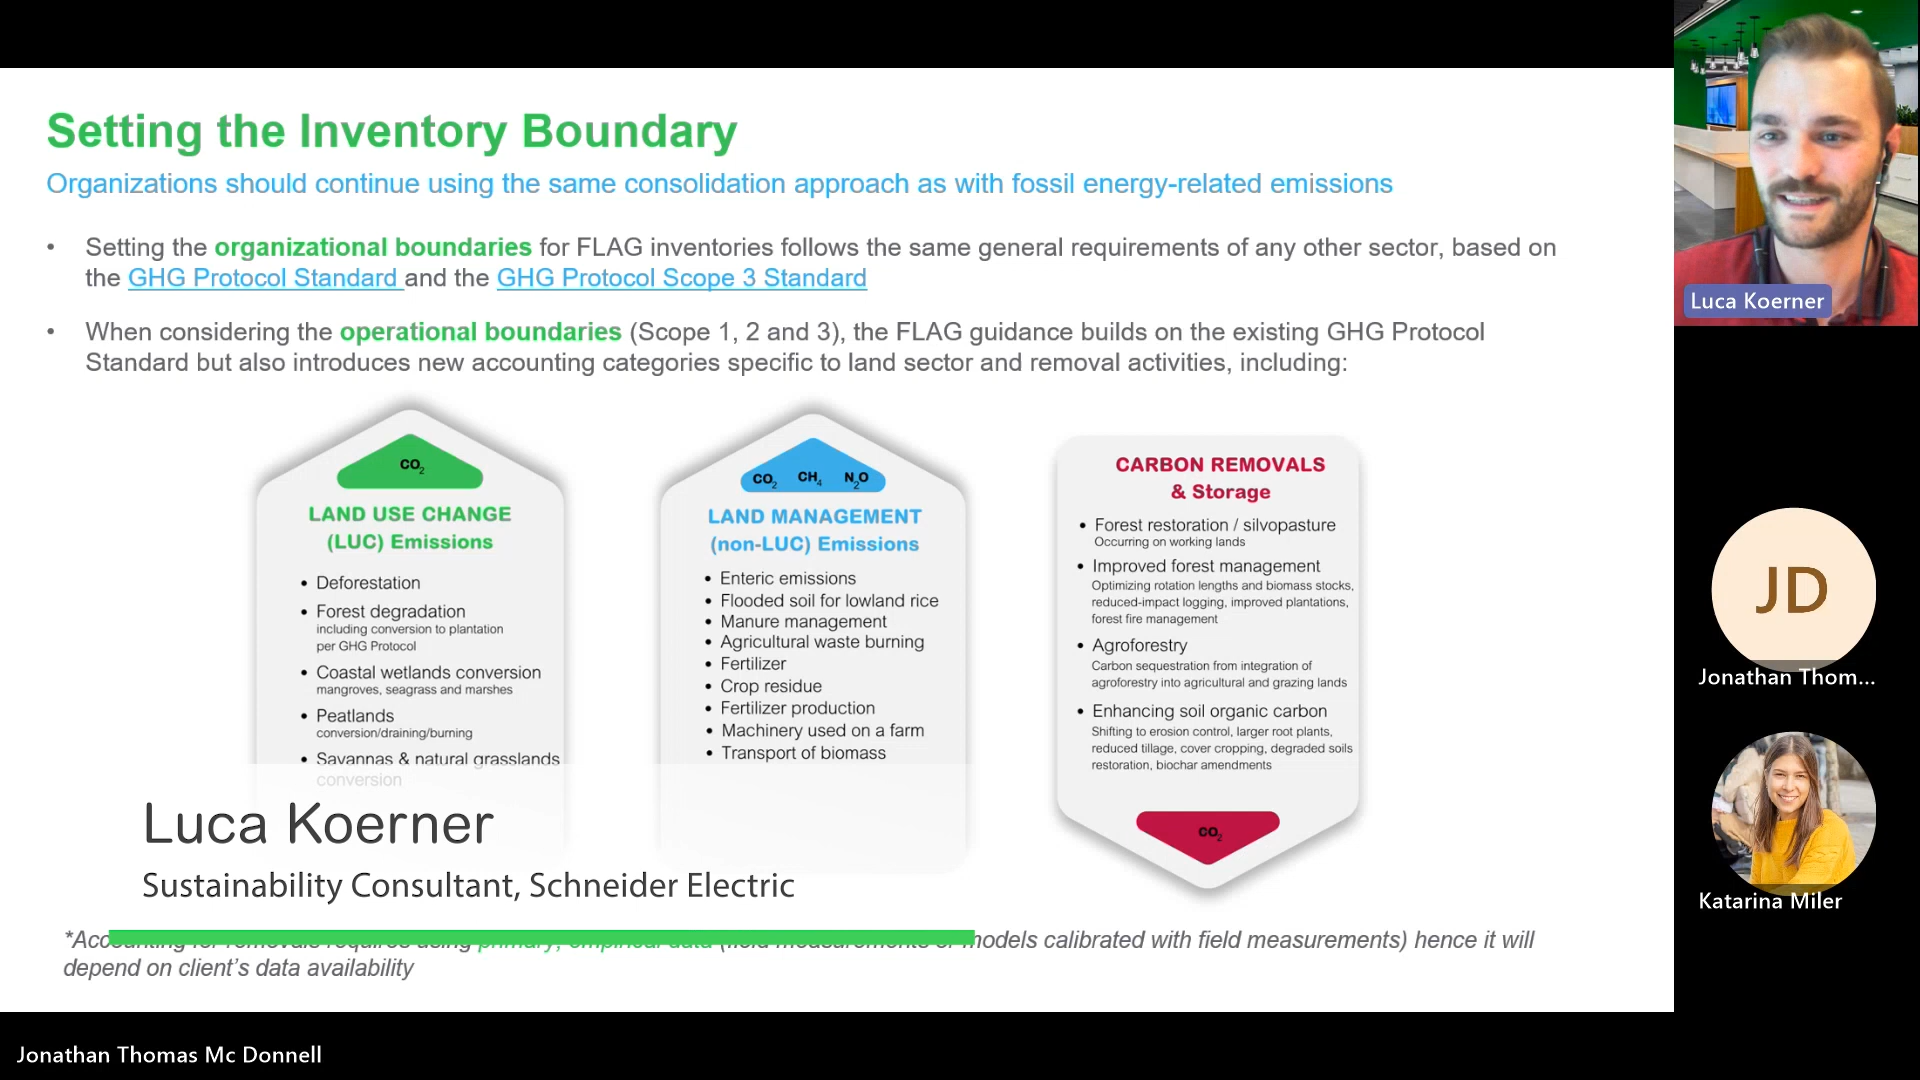 Setting the Inventory Boundary
Organizations should continue using the same consolidation approach as with fossil energy-related emissions
• Setting the organizational boundaries for FLAG inventories follows the same general requirements of any other sector, based on
the GHG Protocol Standard and the GHG Protocol Scope 3 Standard
• When considering the operational boundaries (Scope 1, 2 and 3), the FLAG guidance builds on the existing GHG Protocol
Standard but also introduces new accounting categories specific to land sector and removal activities, including:
CO2
LAND USE CHANGE
(LUC) Emissions
• Deforestation
• Forest degradation
including conversion to plantation
per GHG Protocol
• Coastal wetlands conversion
mangroves, seagrass and marshes
• Peatlands
conversion/draining/burning
• Savannas & natural grasslands
conversion
CO2 CH4 N2O
LAND MANAGEMENT
(non-LUC) Emissions
• Enteric emissions
• Flooded soil for lowland rice
• Manure management
• Agricultural waste burning
• Fertilizer
• Crop residue
• Fertilizer production
• Machinery used on a farm
• Transport of biomass
CARBON REMOVALS
& Storage
• Forest restoration / silvopasture
Occurring on working lands
• Improved forest management
Optimizing rotation lengths and biomass stocks,
reduced-impact logging, improved plantations,
forest fire management
• Agroforestry
Carbon sequestration from integration of
agroforestry into agricultural and grazing lands
• Enhancing soil organic carbon
Shifting to erosion control, larger root plants,
reduced tillage, cover cropping, degraded soils
restoration, biochar amendments
CO2
Luca Koerner
Sustainability Consultant, Schneider Electric
*Accounting for removals requires using primary, empirical data (field measurements or models calibrated with field measurements) hence it will
depend on client's data availability
Luca Koerner
JD
Jonathan Thom...
Katarina Miler
Jonathan Thomas Mc Donnell